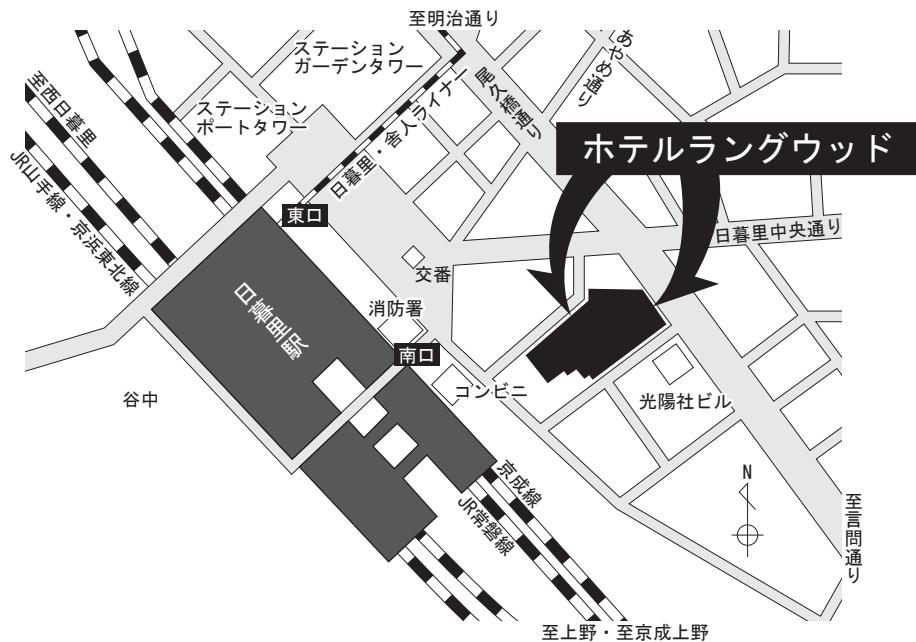 至明治通り
ステーション
ガーデンタワー
あやめ通り
尾久橋通り
至西日暮里
ステーション
ポートタワー
日暮里・舎人ライナー
ホテルラングウッド
JR山手線・京浜東北線
東口
日暮里中央通り
交番
日暮里駅
消防署
南口
コンビニ
谷中
光陽社ビル
N
京成線
JR常磐線
至言問通り
至上野・至京成上野